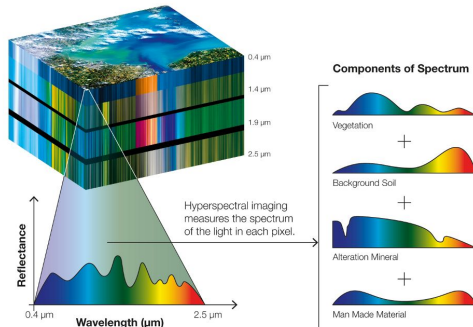 0.4 µm
1.4 µm
1.9 µm
2.5 µm
Components of Spectrum
Vegetation
+
Background Soil
+
Alteration Mineral
+
Man Made Material
Hyperspectral imaging
measures the spectrum
of the light in each pixel.
Reflectance
0.4 µm
2.5 µm
Wavelength (µm)